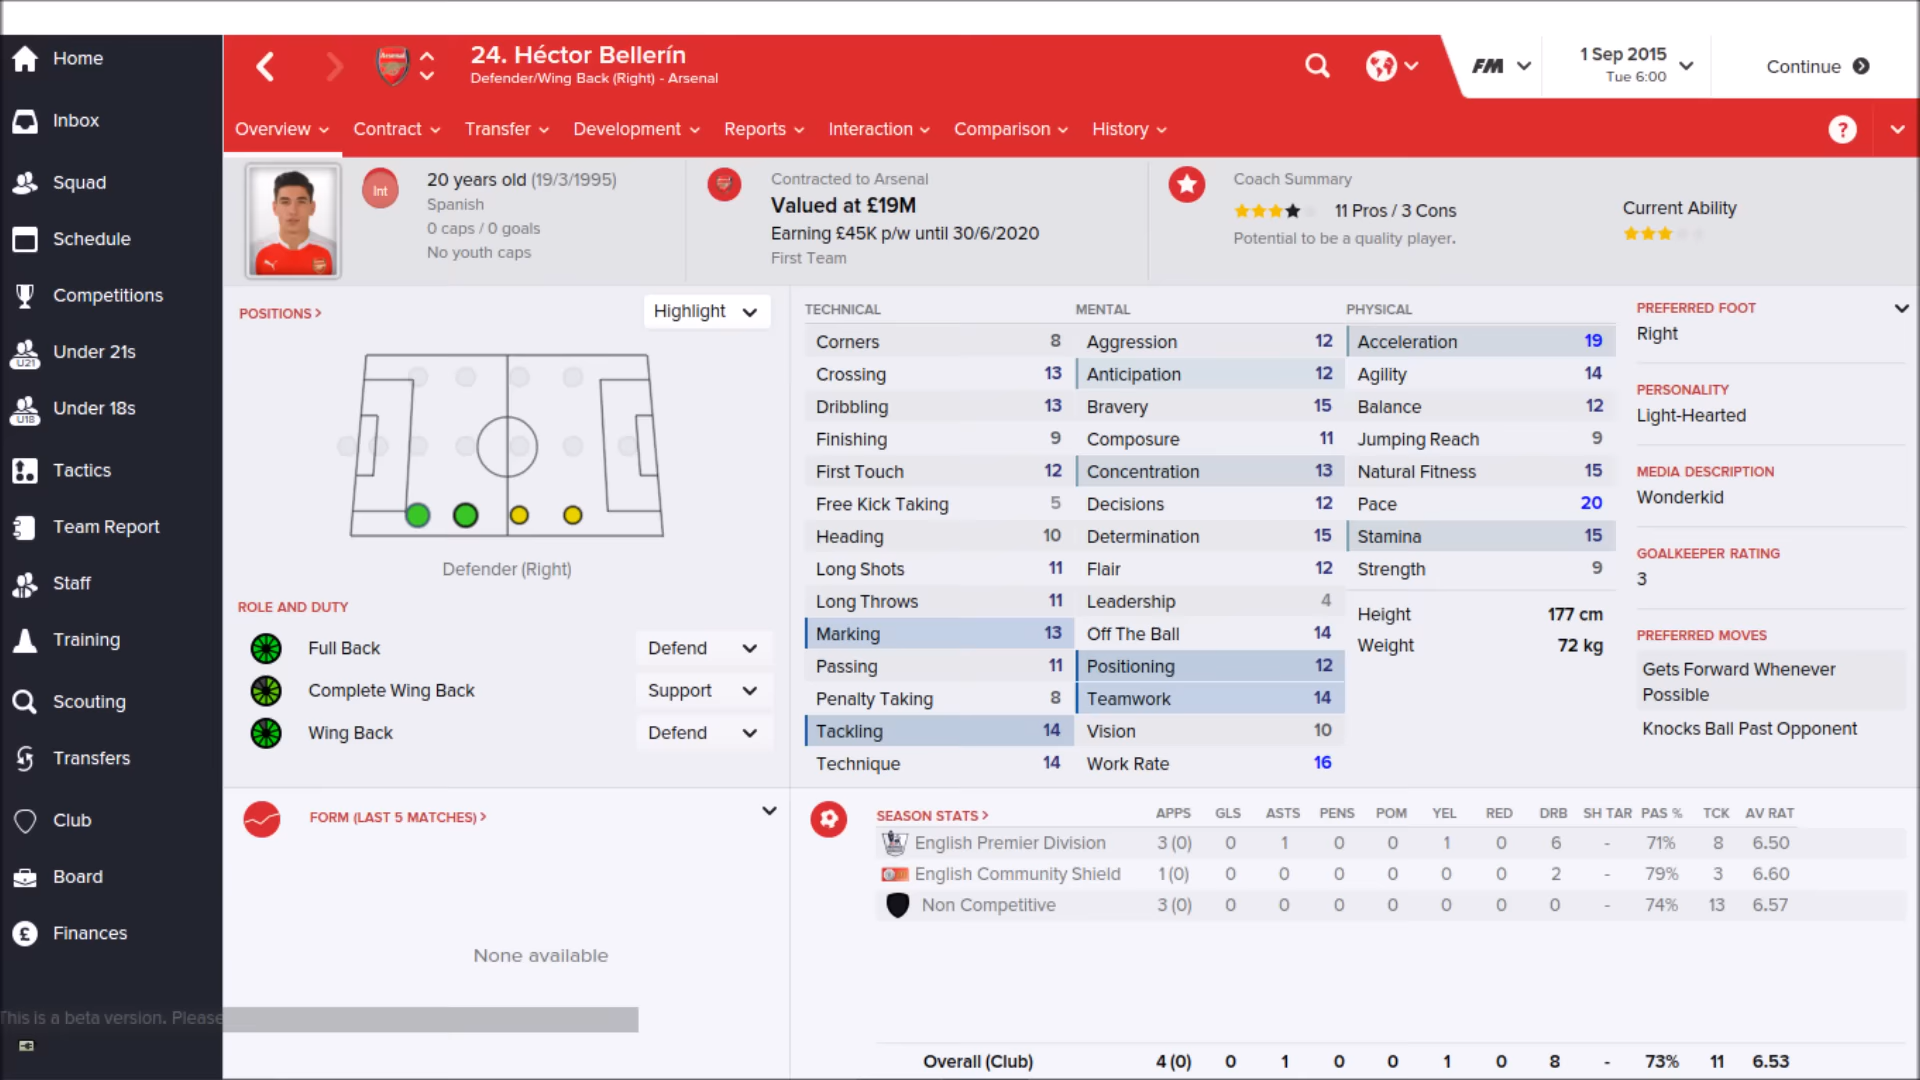 Home
Inbox
Squad
Schedule
Competitions
Under 21s
U21
Under 18s
U18
Tactics
Team Report
Staff
Training
Scouting
Transfers
Club
Board
Finances
This is a beta version. Please
24. Héctor Bellerín
Defender/Wing Back (Right) - Arsenal
FM
1 Sep 2015
Tue 6:00
Continue
Overview Contract Transfer Development Reports Interaction Comparison History
?
Int
20 years old (19/3/1995)
Spanish
0 caps / 0 goals
No youth caps
Contracted to Arsenal
Valued at £19M
Earning £45K p/w until 30/6/2020
First Team
Coach Summary
11 Pros / 3 Cons
Potential to be a quality player.
Current Ability
POSITIONS >
Highlight
Defender (Right)
ROLE AND DUTY
Full Back Defend
Complete Wing Back Support
Wing Back Defend
TECHNICAL
Corners 8
Crossing 13
Dribbling 13
Finishing 9
First Touch 12
Free Kick Taking 5
Heading 10
Long Shots 11
Long Throws 11
Marking 13
Passing 11
Penalty Taking 8
Tackling 14
Technique 14
MENTAL
Aggression 12
Anticipation 12
Bravery 15
Composure 11
Concentration 13
Decisions 12
Determination 15
Flair 12
Leadership 4
Off The Ball 14
Positioning 12
Teamwork 14
Vision 10
Work Rate 16
PHYSICAL
Acceleration 19
Agility 14
Balance 12
Jumping Reach 9
Natural Fitness 15
Pace 20
Stamina 15
Strength 9
Height 177 cm
Weight 72 kg
PREFERRED FOOT
Right
PERSONALITY
Light-Hearted
MEDIA DESCRIPTION
Wonderkid
GOALKEEPER RATING
3
PREFERRED MOVES
Gets Forward Whenever
Possible
Knocks Ball Past Opponent
FORM (LAST 5 MATCHES) >
None available
SEASON STATS > APPS GLS ASTS PENS POM YEL RED DRB SH TAR PAS % TCK AV RAT
English Premier Division 3 (0) 0 1 0 0 1 0 6 - 71% 8 6.50
English Community Shield 1 (0) 0 0 0 0 0 0 2 - 79% 3 6.60
Non Competitive 3 (0) 0 0 0 0 0 0 0 - 74% 13 6.57
Overall (Club) 4 (0) 0 1 0 0 1 0 8 - 73% 11 6.53